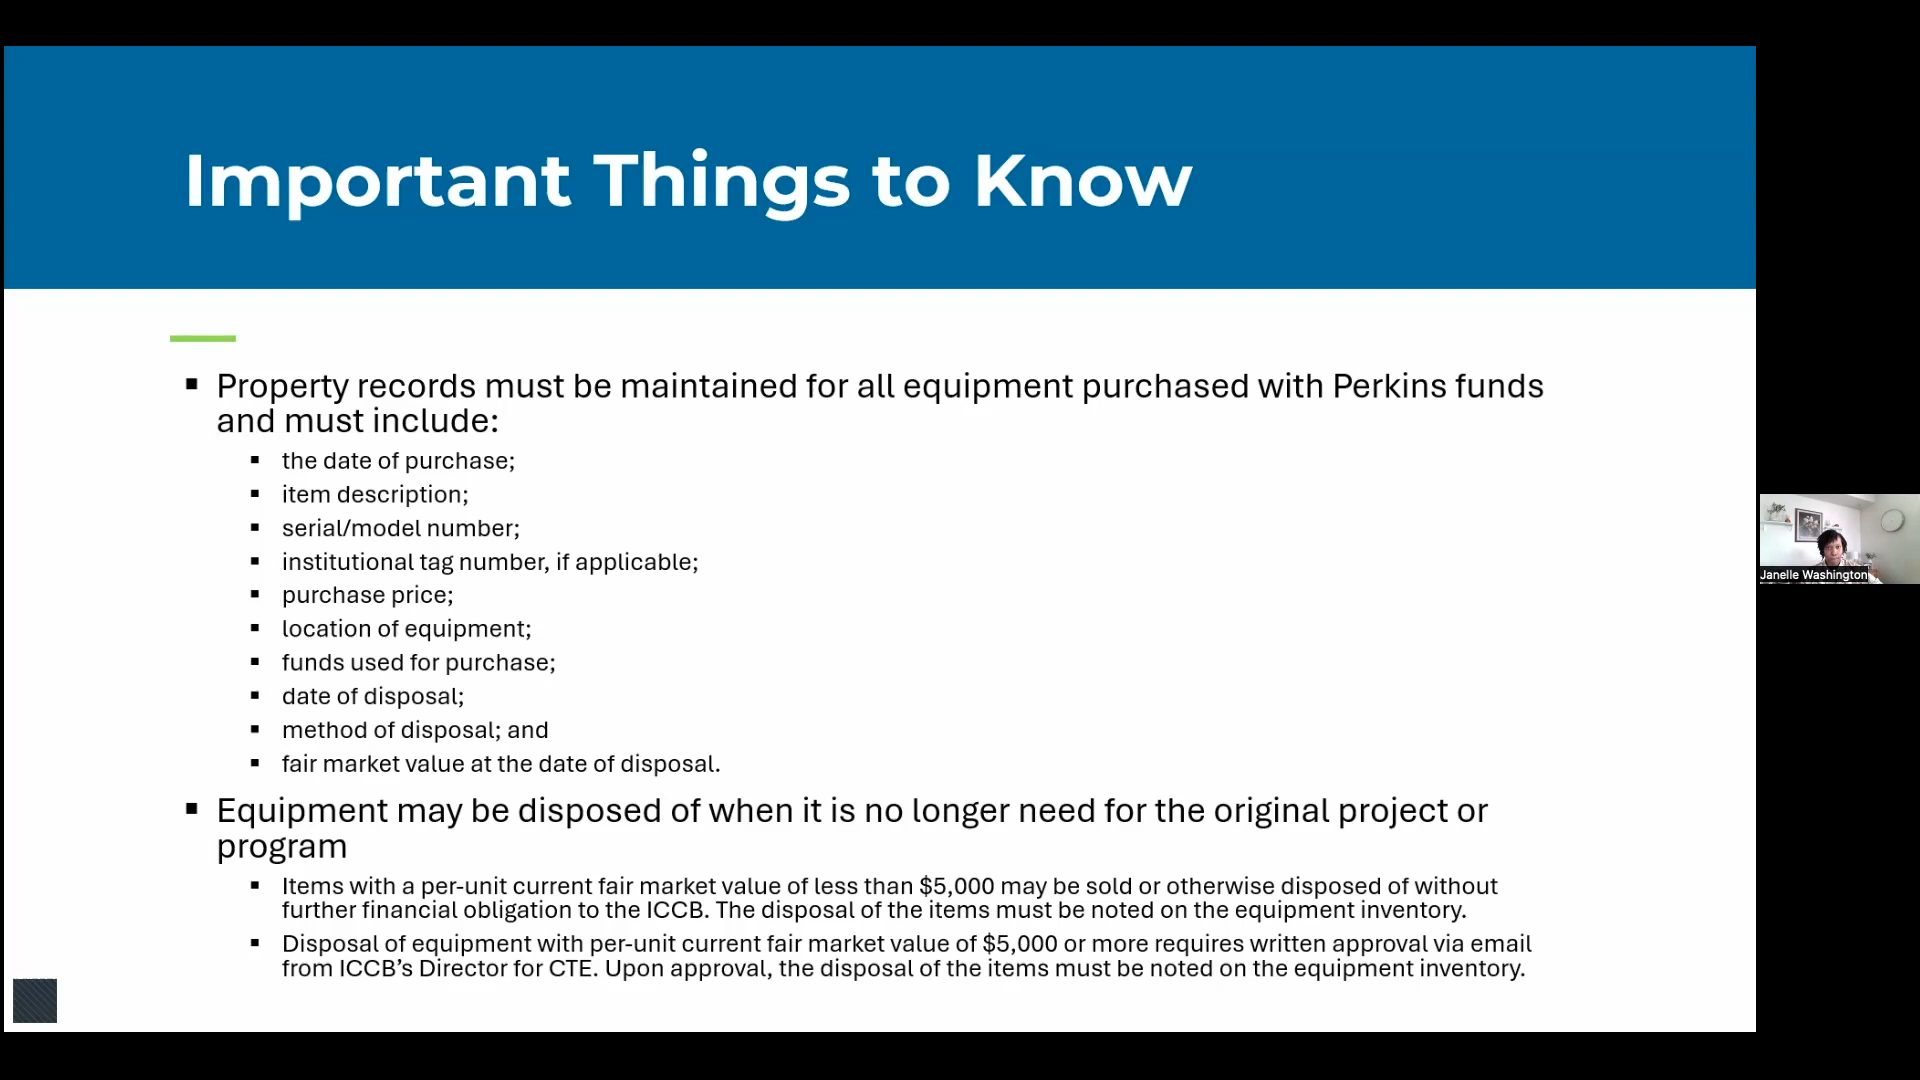 Important Things to Know
▪ Property records must be maintained for all equipment purchased with Perkins funds
and must include:
▪ the date of purchase;
▪ item description;
▪ serial/model number;
▪ institutional tag number, if applicable;
▪ purchase price;
▪ location of equipment;
▪ funds used for purchase;
▪ date of disposal;
▪ method of disposal; and
▪ fair market value at the date of disposal.
▪ Equipment may be disposed of when it is no longer need for the original project or
program
▪ Items with a per-unit current fair market value of less than $5,000 may be sold or otherwise disposed of without
further financial obligation to the ICCB. The disposal of the items must be noted on the equipment inventory.
▪ Disposal of equipment with per-unit current fair market value of $5,000 or more requires written approval via email
from ICCB’s Director for CTE. Upon approval, the disposal of the items must be noted on the equipment inventory.
Janelle Washington